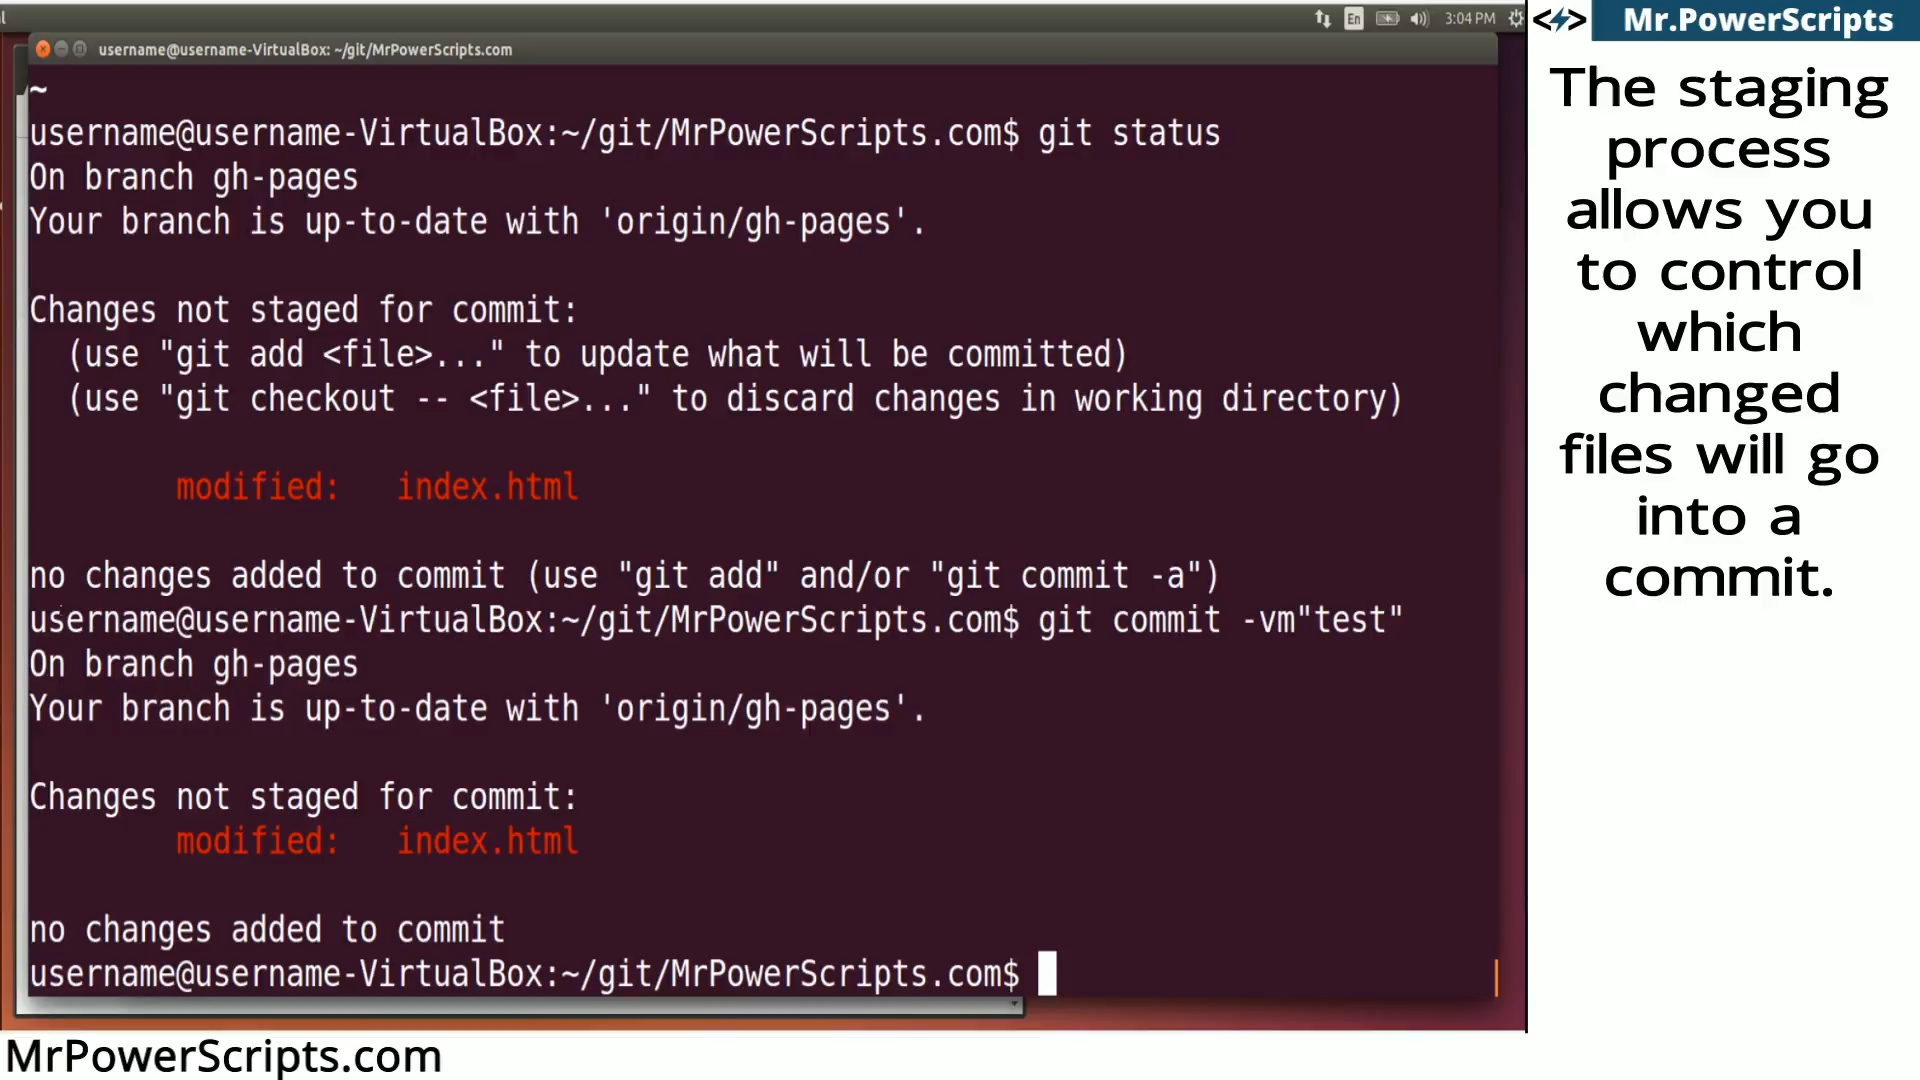 En
3:04 PM
Mr.PowerScripts
username@username-VirtualBox: ~/git/MrPowerScripts.com
~
username@username-VirtualBox:~/git/MrPowerScripts.com$ git status
On branch gh-pages
Your branch is up-to-date with 'origin/gh-pages'.
Changes not staged for commit:
  (use "git add <file>..." to update what will be committed)
  (use "git checkout -- <file>..." to discard changes in working directory)
        modified:   index.html
no changes added to commit (use "git add" and/or "git commit -a")
username@username-VirtualBox:~/git/MrPowerScripts.com$ git commit -vm"test"
On branch gh-pages
Your branch is up-to-date with 'origin/gh-pages'.
Changes not staged for commit:
        modified:   index.html
no changes added to commit
username@username-VirtualBox:~/git/MrPowerScripts.com$
The staging
process
allows you
to control
which
changed
files will go
into a
commit.
MrPowerScripts.com